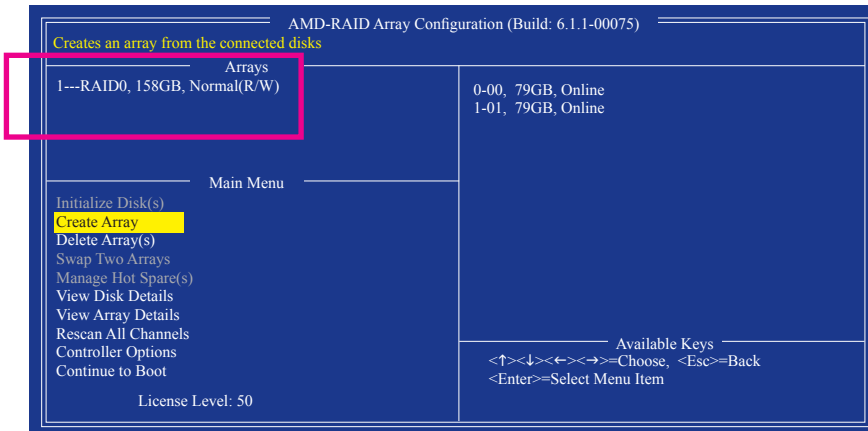 AMD-RAID Array Configuration (Build: 6.1.1-00075)
Creates an array from the connected disks
Arrays
1---RAID0, 158GB, Normal(R/W)
0-00, 79GB, Online
1-01, 79GB, Online
Main Menu
Initialize Disk(s)
Create Array
Delete Array(s)
Swap Two Arrays
Manage Hot Spare(s)
View Disk Details
View Array Details
Rescan All Channels
Controller Options
Continue to Boot
License Level: 50
Available Keys
<↑><↓><←><→>=Choose, <Esc>=Back
<Enter>=Select Menu Item